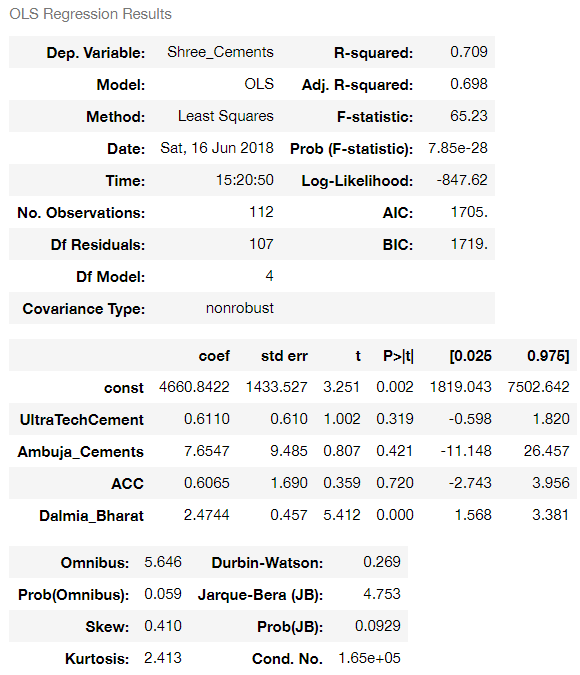 OLS Regression Results
Dep. Variable: Shree_Cements R-squared: 0.709
Model: OLS Adj. R-squared: 0.698
Method: Least Squares F-statistic: 65.23
Date: Sat, 16 Jun 2018 Prob (F-statistic): 7.85e-28
Time: 15:20:50 Log-Likelihood: -847.62
No. Observations: 112 AIC: 1705.
Df Residuals: 107 BIC: 1719.
Df Model: 4
Covariance Type: nonrobust
coef std err t P>|t| [0.025 0.975]
const 4660.8422 1433.527 3.251 0.002 1819.043 7502.642
UltraTechCement 0.6110 0.610 1.002 0.319 -0.598 1.820
Ambuja_Cements 7.6547 9.485 0.807 0.421 -11.148 26.457
ACC 0.6065 1.690 0.359 0.720 -2.743 3.956
Dalmia_Bharat 2.4744 0.457 5.412 0.000 1.568 3.381
Omnibus: 5.646 Durbin-Watson: 0.269
Prob(Omnibus): 0.059 Jarque-Bera (JB): 4.753
Skew: 0.410 Prob(JB): 0.0929
Kurtosis: 2.413 Cond. No. 1.65e+05